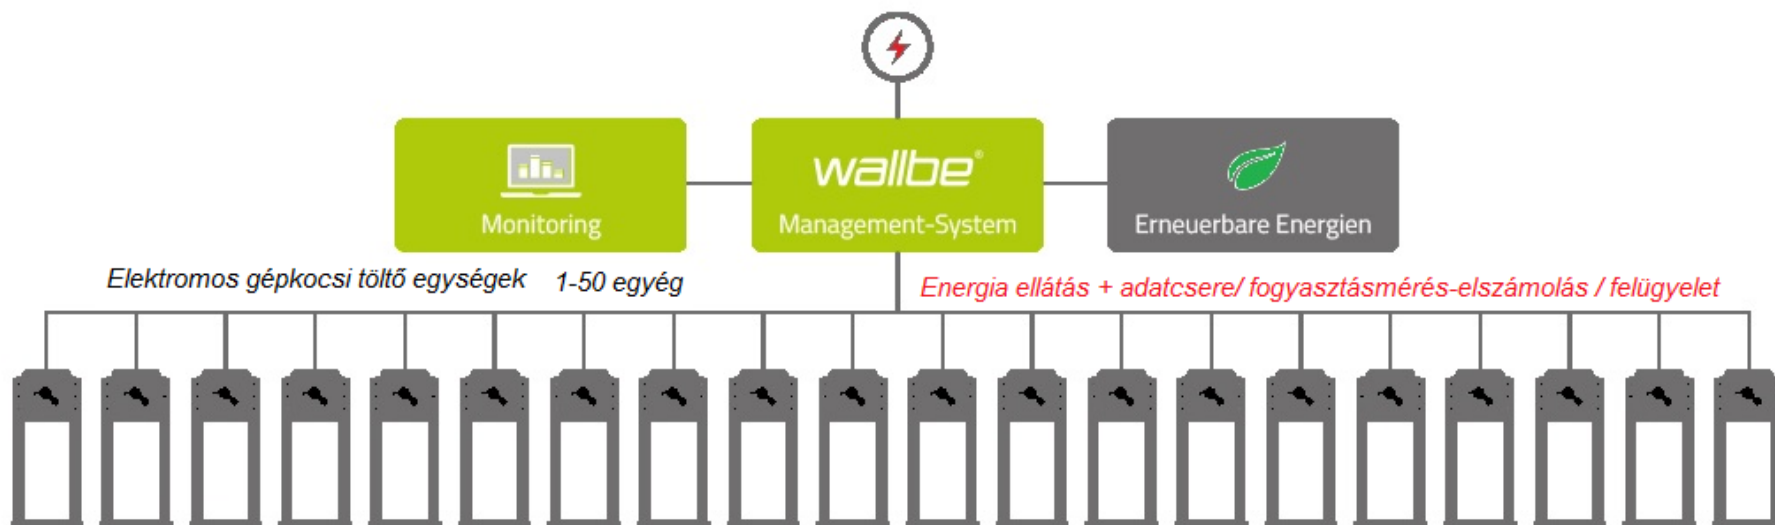 wallbe®
Monitoring
Management-System
Erneuerbare Energien
Elektromos gépkocsi töltő egységek 1-50 egyég
Energia ellátás + adatcsere/ fogyasztásmérés-elszámolás / felügyelet